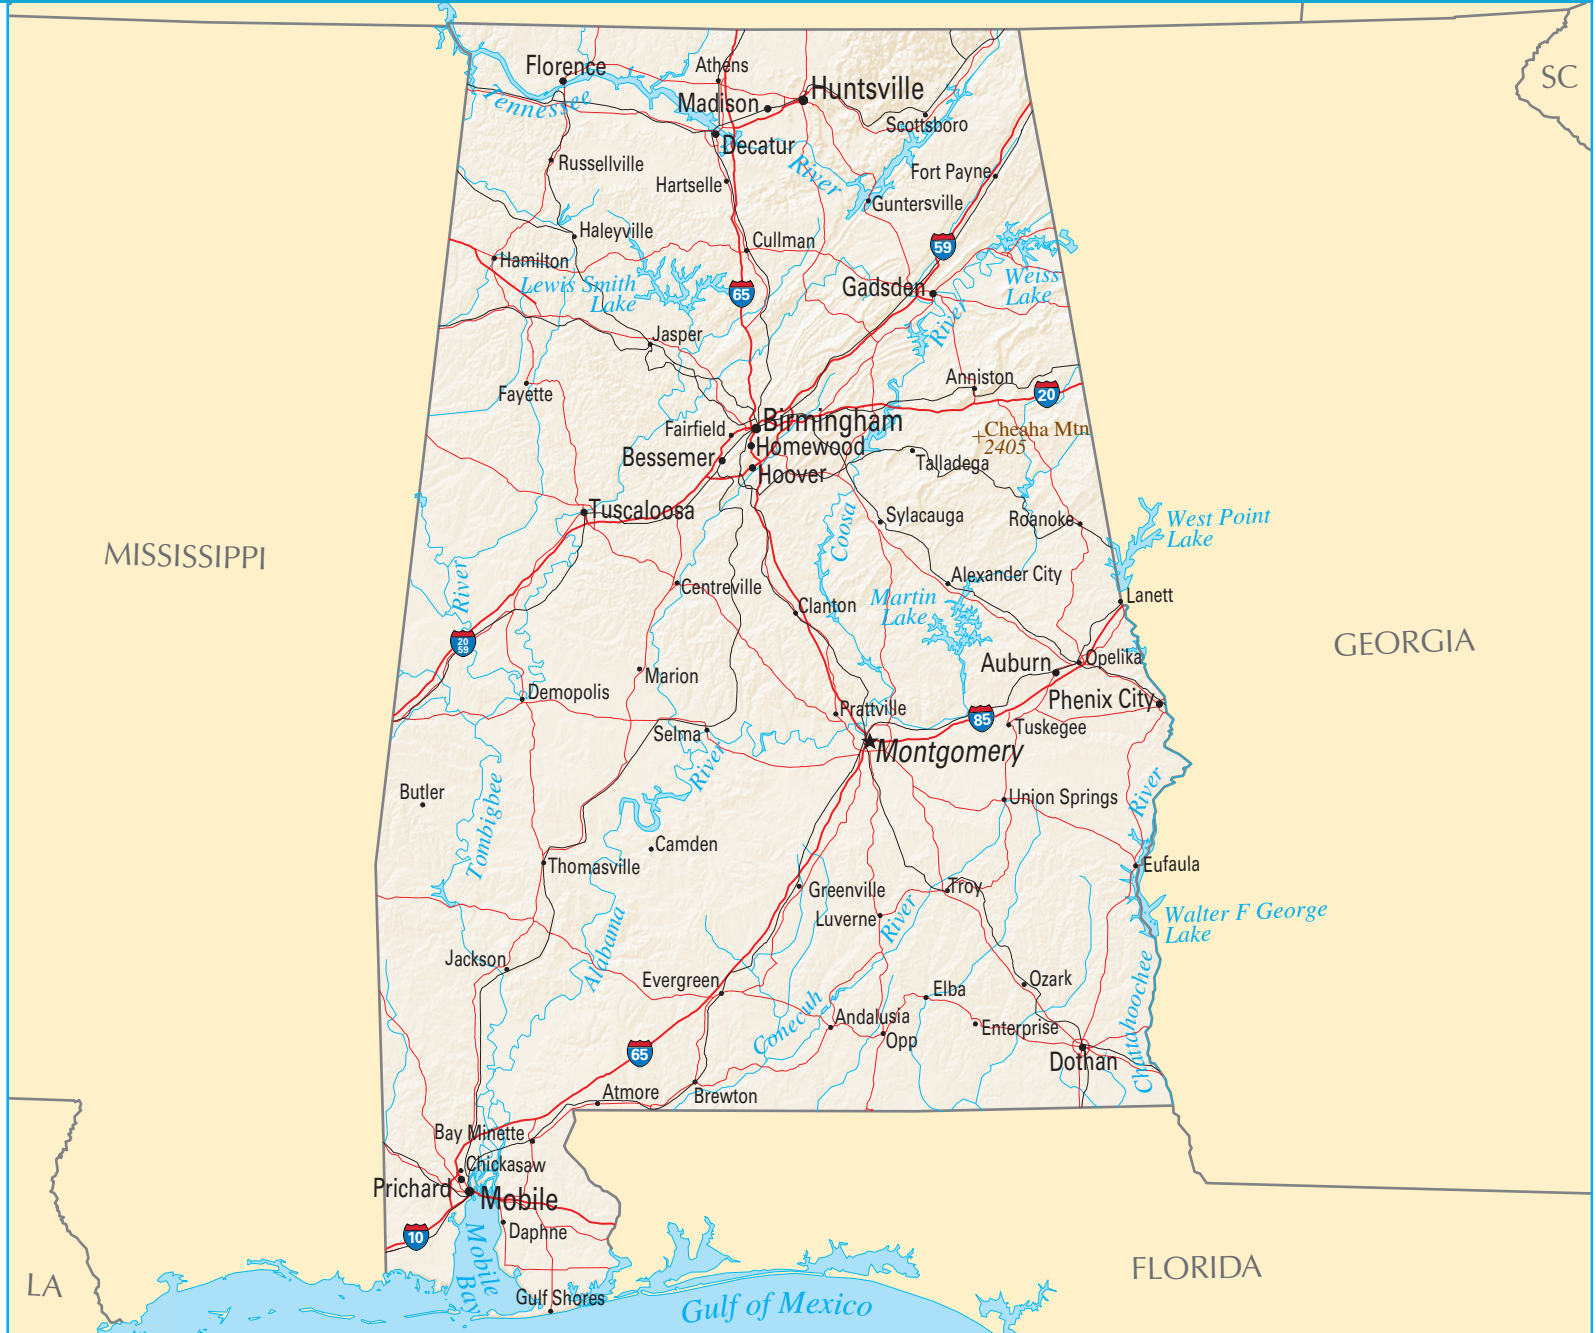 SC
Florence
Athens
Huntsville
Madison
Tennessee
Scottsboro
Decatur
Russellville
River
Fort Payne
Hartselle
Guntersville
Haleyville
Cullman
59
Hamilton
Weiss
Lake
Lewis Smith
Lake
65
Gadsden
River
Jasper
Anniston
20
Fayette
Birmingham
Fairfield
Cheaha Mtn
2405
Homewood
Bessemer
Talladega
Hoover
Tuscaloosa
Sylacauga
Roanoke
West Point
Lake
Coosa
MISSISSIPPI
River
Centreville
Alexander City
Clanton
Martin
Lake
Lanett
20
59
GEORGIA
Auburn
Opelika
Marion
Demopolis
Phenix City
Prattville
85
Tuskegee
Selma
Montgomery
River
Butler
Union Springs
River
Tombigbee
Camden
Thomasville
Eufaula
Greenville
Troy
Luverne
River
Walter F George
Lake
Alabama
Jackson
Evergreen
Elba
Ozark
Chattahoochee
Conecuh
Andalusia
Enterprise
Opp
65
Dothan
Atmore
Brewton
Bay Minette
Chickasaw
Prichard
Mobile
10
Daphne
Mobile
Bay
LA
FLORIDA
Gulf Shores
Gulf of Mexico